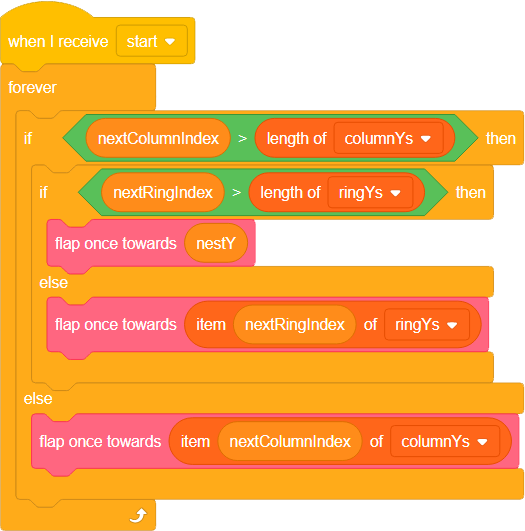 when I receive start
forever
if nextColumnIndex > length of columnYs then
if nextRingIndex > length of ringYs then
flap once towards nestY
else
flap once towards item nextRingIndex of ringYs
else
flap once towards item nextColumnIndex of columnYs